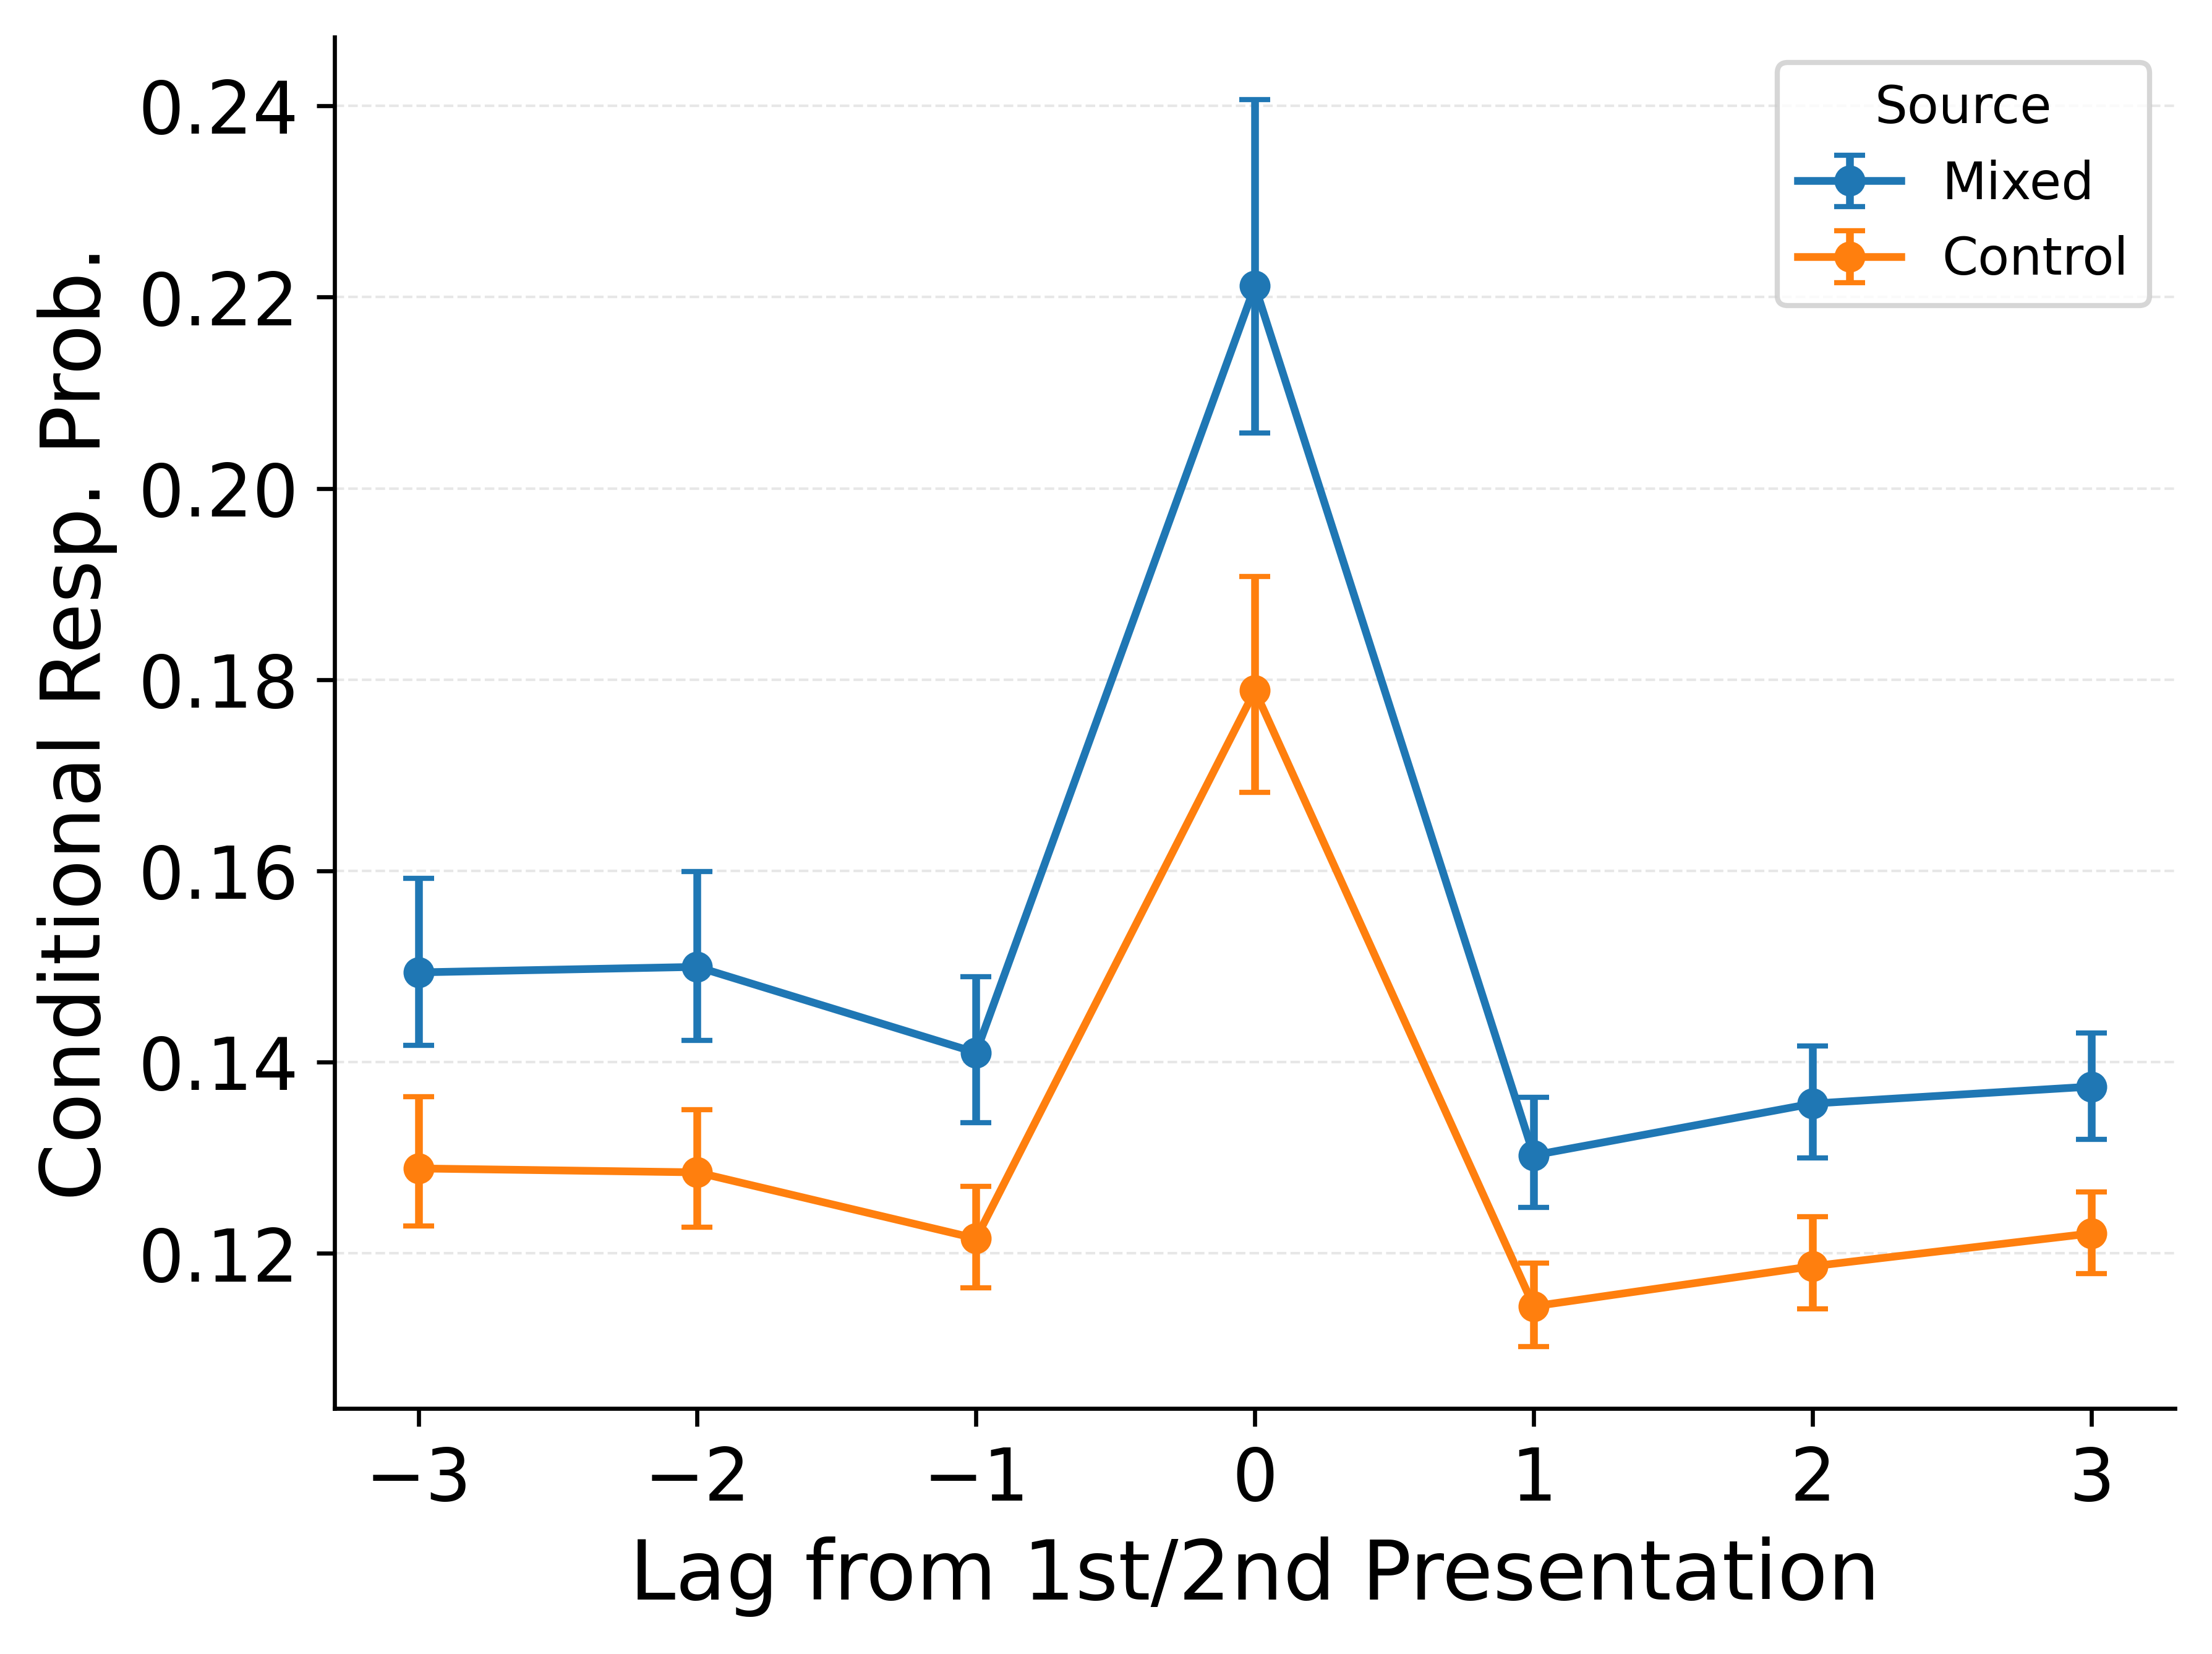 Conditional Resp. Prob.
0.24
0.22
0.20
0.18
0.16
0.14
0.12
Source
Mixed
Control
−3 −2 −1 0 1 2 3
Lag from 1st/2nd Presentation